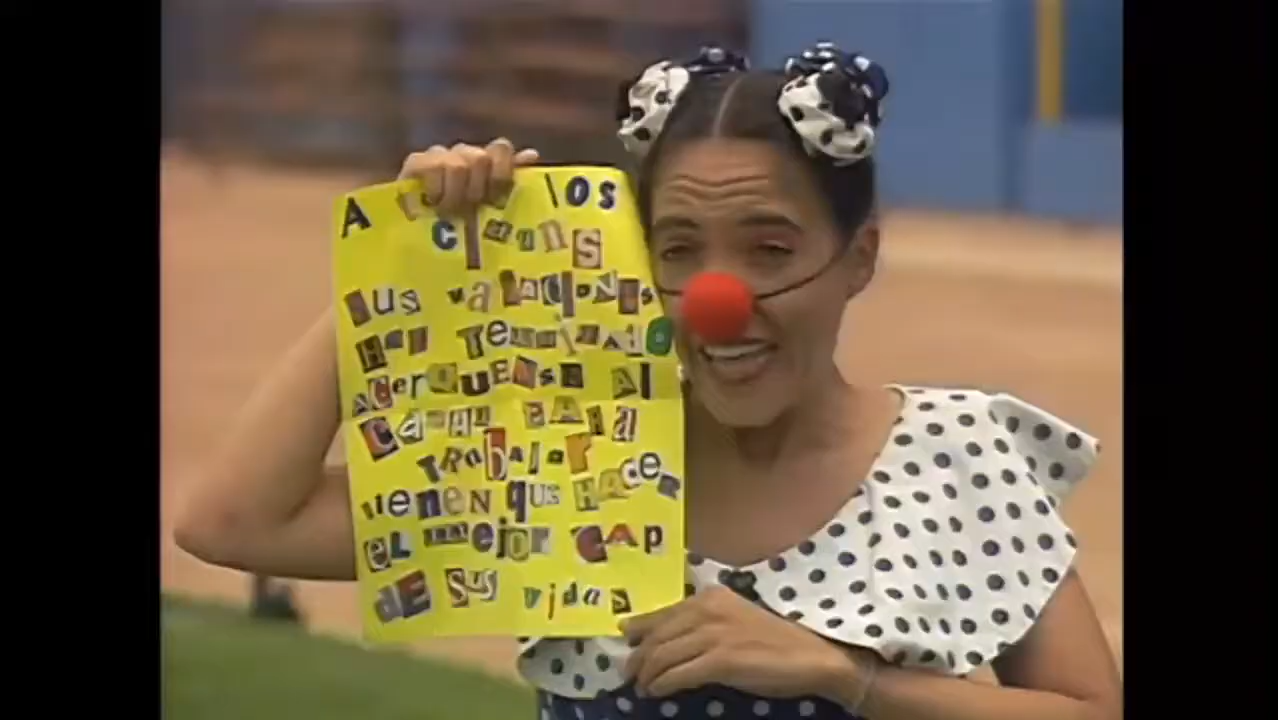 A los
clauns
sus vacaciones
Han Terminado
acerquense Al
CanAl PARA
TRabajar
tienen que HACER
eL mejor CAP
dE sus vidas